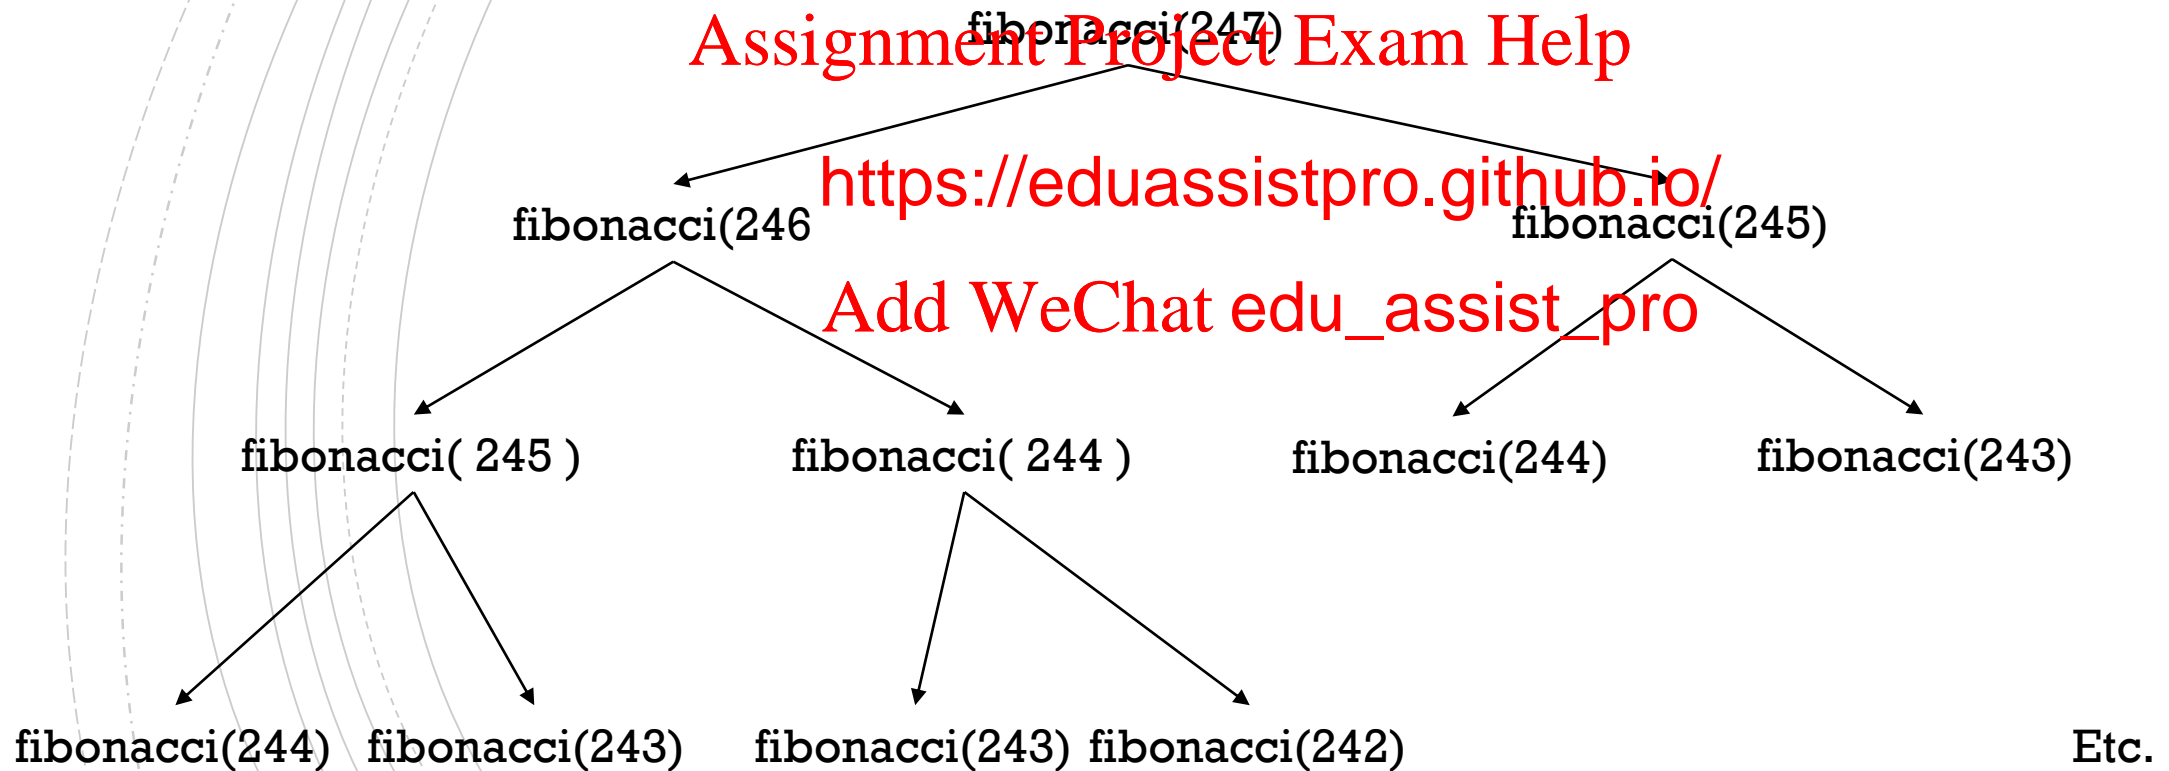 fibonacci(247)
Assignment Project Exam Help
https://eduassistpro.github.io/
fibonacci(246
fibonacci(245)
Add WeChat edu_assist_pro
fibonacci( 245 )
fibonacci( 244 )
fibonacci(244)
fibonacci(243)
fibonacci(244)
fibonacci(243)
fibonacci(243)
fibonacci(242)
Etc.